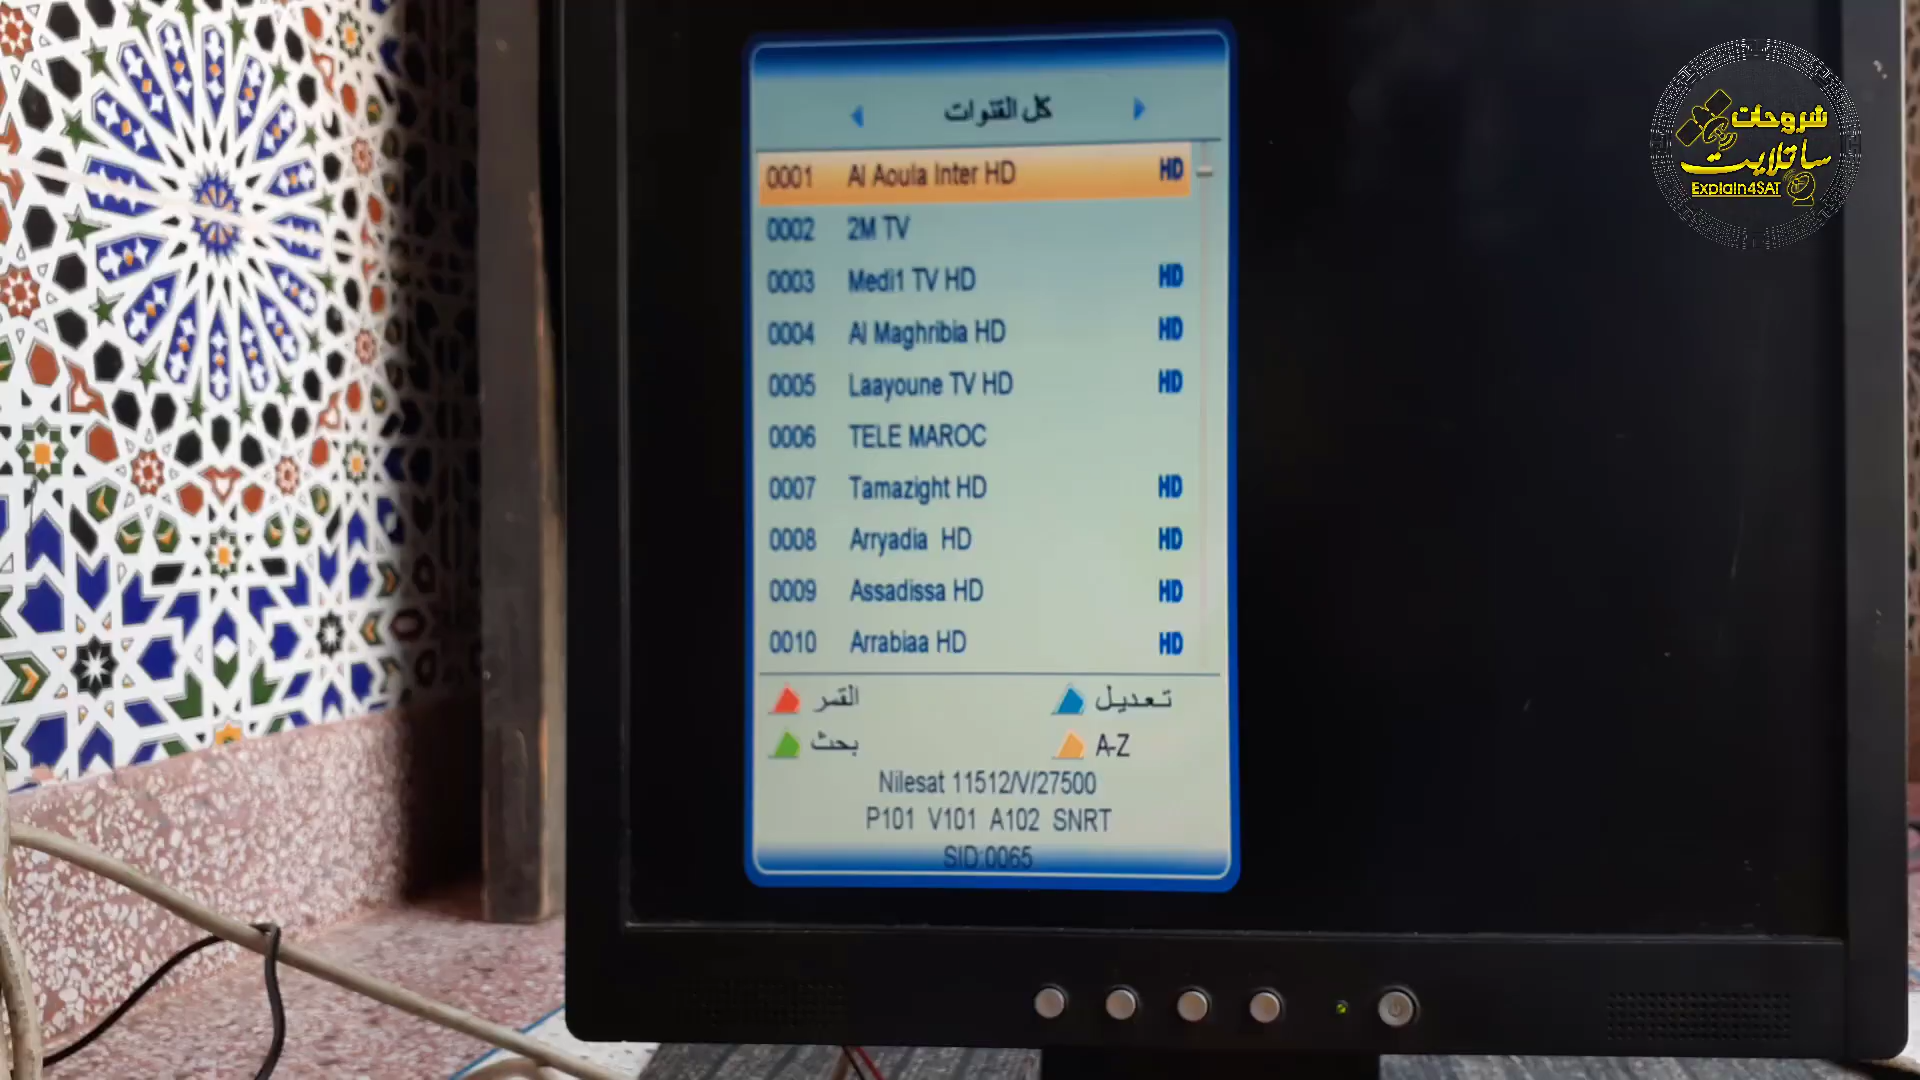 كل القنوات
0001 Al Aoula Inter HD HD
0002 2M TV
0003 Medi1 TV HD HD
0004 Al Maghribia HD HD
0005 Laayoune TV HD HD
0006 TELE MAROC
0007 Tamazight HD HD
0008 Arryadia HD HD
0009 Assadissa HD HD
0010 Arrabiaa HD HD
القمر تعديل
بحث A-Z
Nilesat 11512/V/27500
P101 V101 A102 SNRT
SID:0065
شروحات
ساتلايت
Explain4SAT